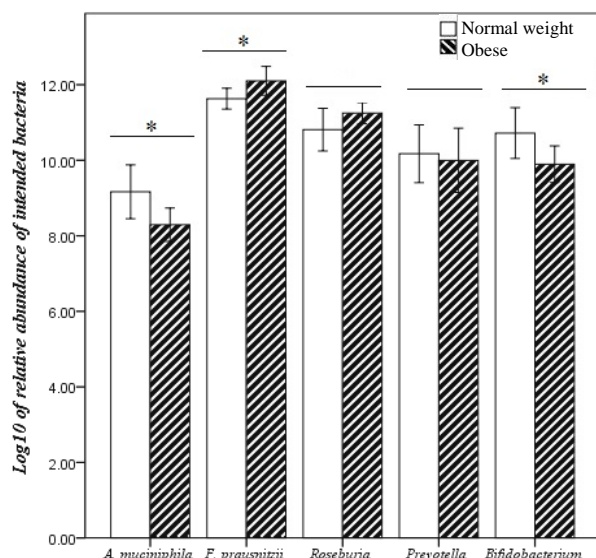 Normal weight
Obese
Log10 of relative abundance of intended bacteria
12.00
10.00
8.00
6.00
4.00
2.00
0.00
*
*
*
A. muciniphila F. prausnitzii Roseburia Prevotella Bifidobacterium